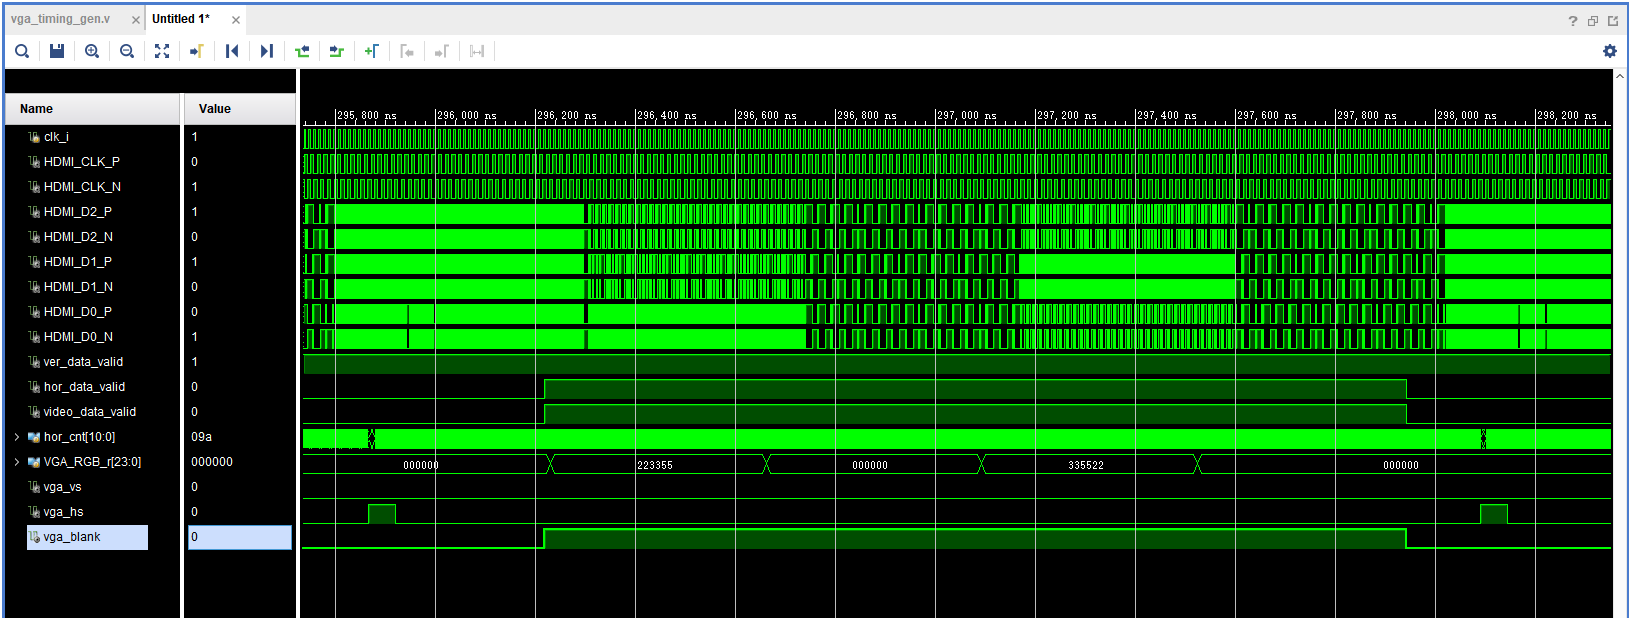 vga_timing_gen.v × Untitled 1* ×
?
Name Value
295,800 ns 296,000 ns 296,200 ns 296,400 ns 296,600 ns 296,800 ns 297,000 ns 297,200 ns 297,400 ns 297,600 ns 297,800 ns 298,000 ns 298,200 ns
clk_i 1
HDMI_CLK_P 0
HDMI_CLK_N 1
HDMI_D2_P 1
HDMI_D2_N 0
HDMI_D1_P 1
HDMI_D1_N 0
HDMI_D0_P 0
HDMI_D0_N 1
ver_data_valid 1
hor_data_valid 0
video_data_valid 0
hor_cnt[10:0] 09a
VGA_RGB_r[23:0] 000000 000000 223355 000000 335522 000000
vga_vs 0
vga_hs 0
vga_blank 0